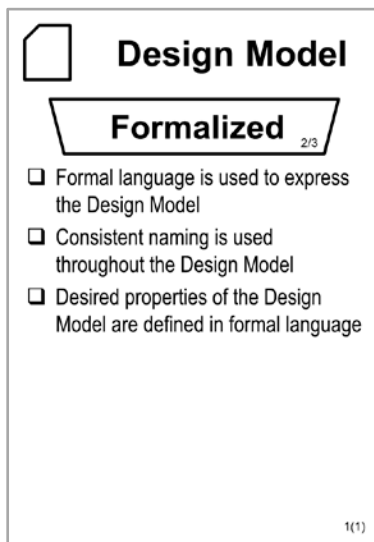 Design Model
Formalized
2/3
❑ Formal language is used to express
the Design Model
❑ Consistent naming is used
throughout the Design Model
❑ Desired properties of the Design
Model are defined in formal language
1(1)